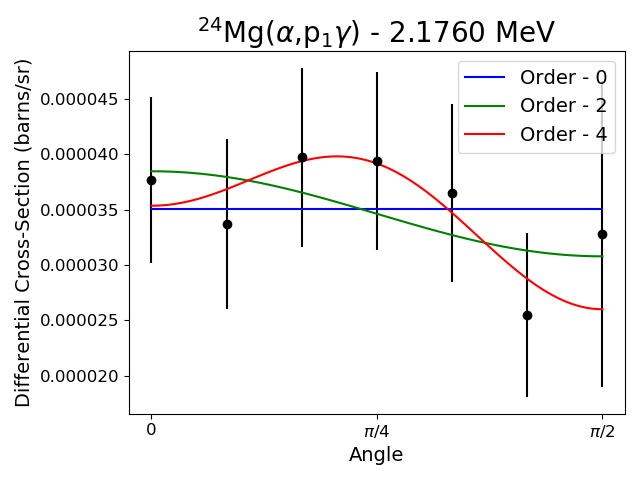 ²⁴Mg(α,p₁γ) - 2.1760 MeV
Differential Cross-Section (barns/sr)
0.000045
0.000040
0.000035
0.000030
0.000025
0.000020
Order - 0
Order - 2
Order - 4
0
π/4
π/2
Angle